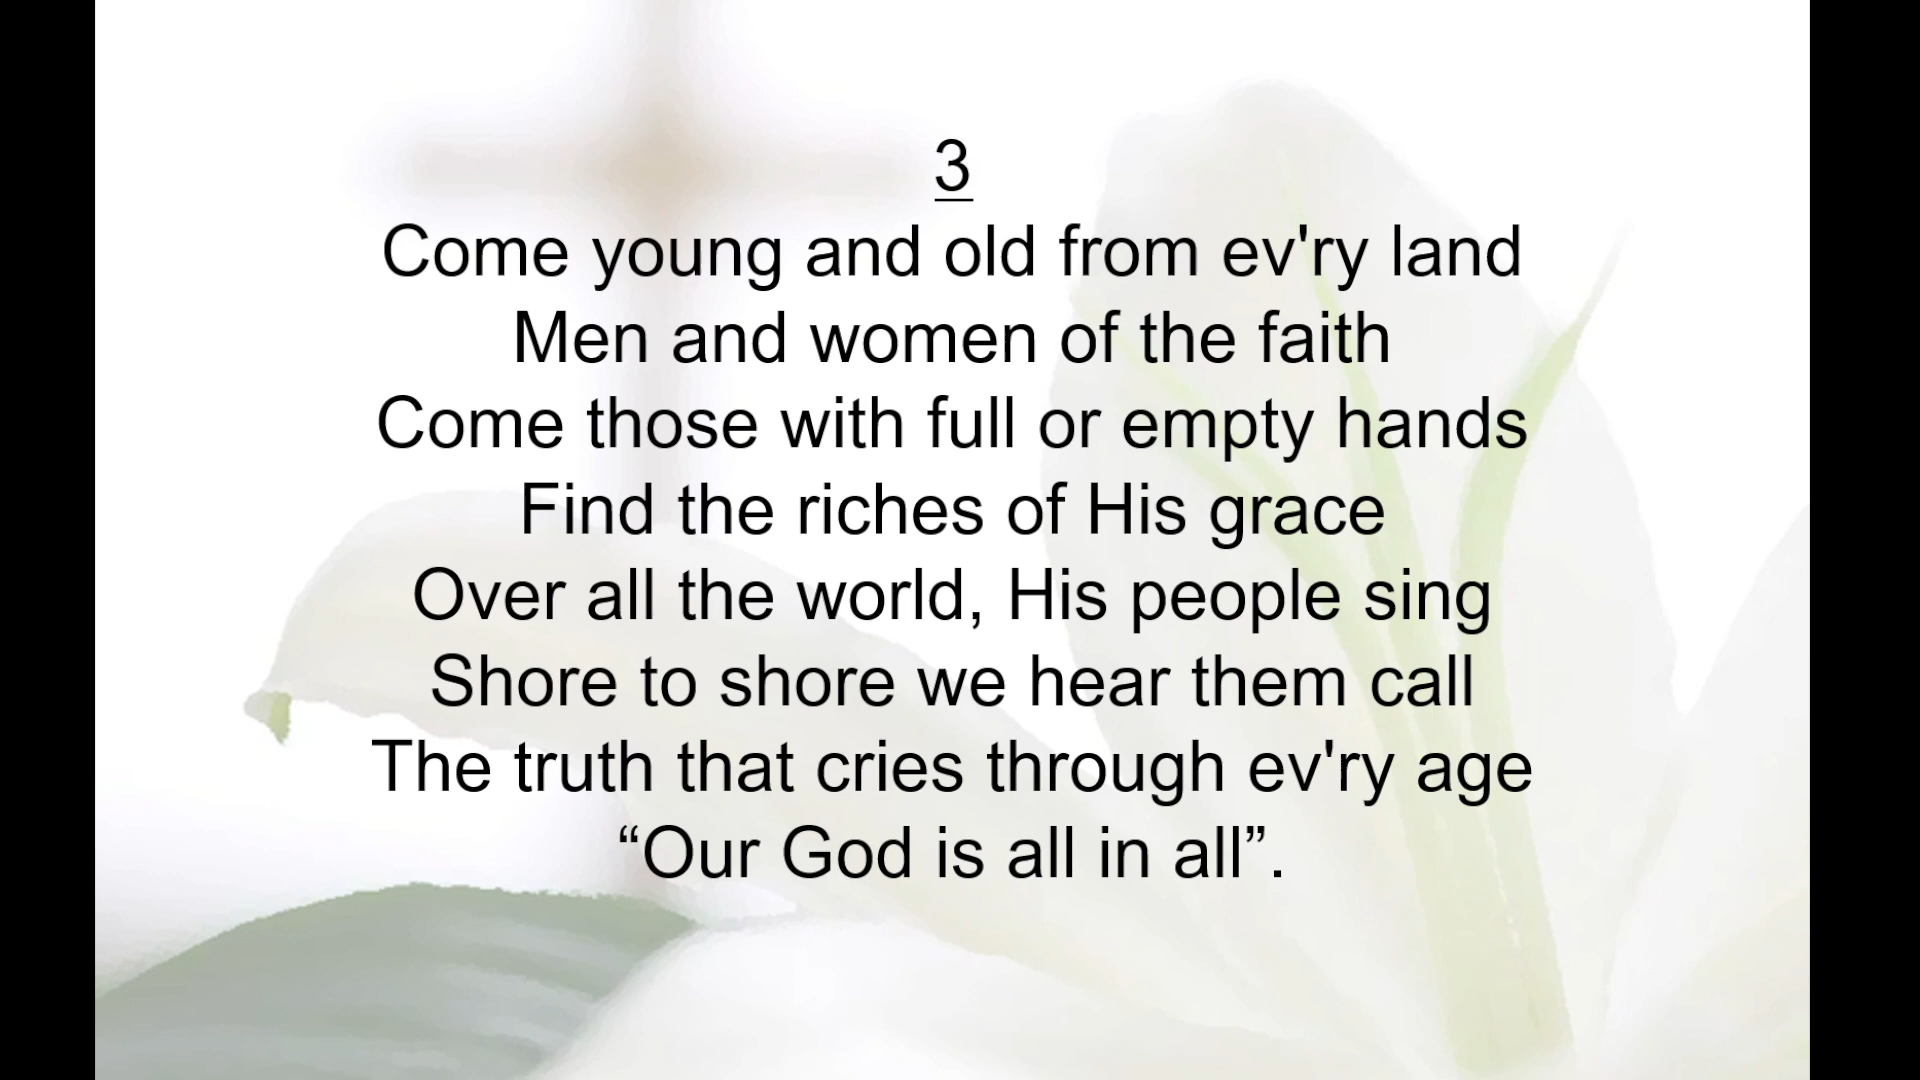 3
Come young and old from ev'ry land
Men and women of the faith
Come those with full or empty hands
Find the riches of His grace
Over all the world, His people sing
Shore to shore we hear them call
The truth that cries through ev'ry age
“Our God is all in all”.